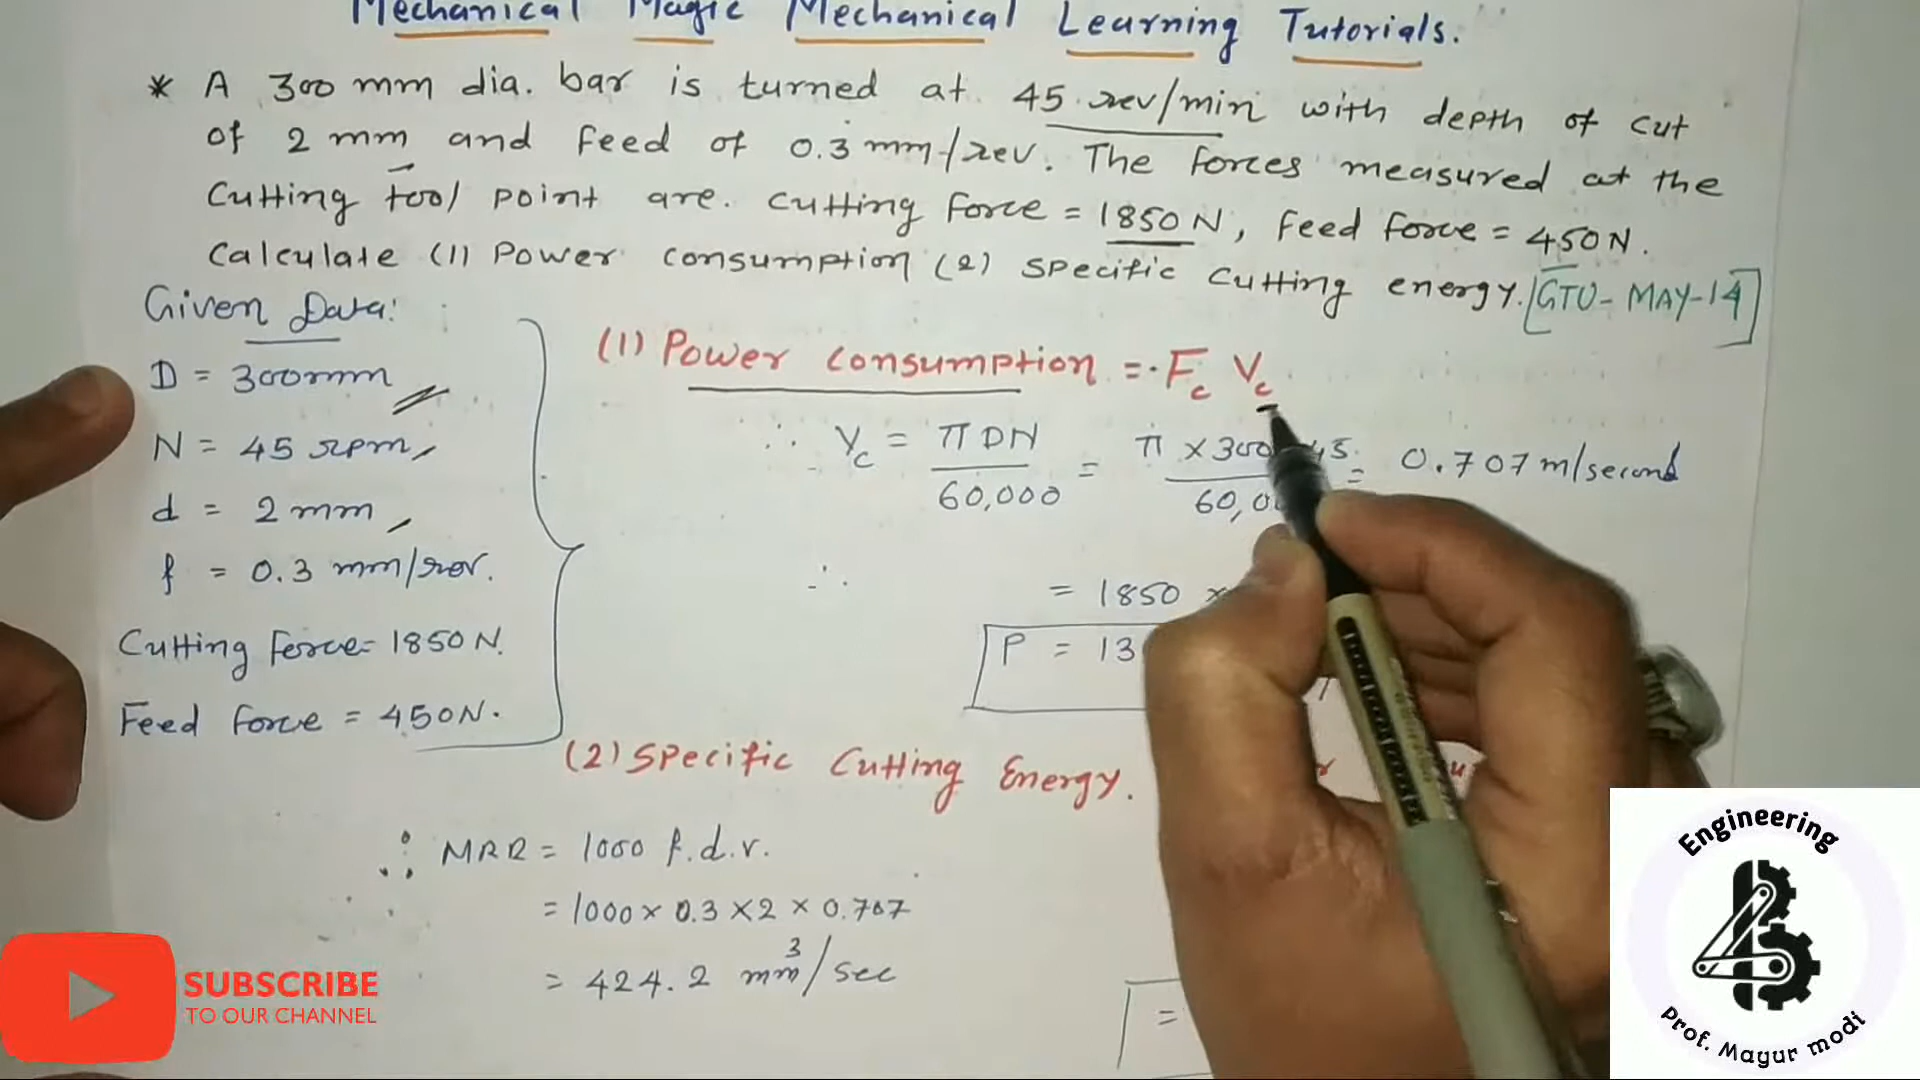 Mechanical Magic Mechanical Learning Tutorials.
* A 300 mm dia. bar is turned at 45 rev/min with depth of cut
of 2 mm and feed of 0.3 mm/rev. The forces measured at the
Cutting tool point are. Cutting force = 1850 N, Feed force = 450 N.
Calculate (1) Power consumption (2) Specific Cutting energy. [GTU - MAY-14]
Given Data:
D = 300mm
N = 45 rpm,
d = 2 mm,
f = 0.3 mm/rev.
Cutting force = 1850 N.
Feed force = 450 N.
(1) Power consumption = Fc Vc
∴ Vc = πDN / 60,000 = π × 300 45 / 60,0 = 0.707 m/second
∴ = 1850 ×
P = 13
(2) Specific Cutting Energy.
∴ MRR = 1000 f.d.v.
= 1000 × 0.3 × 2 × 0.707
= 424.2 mm³/sec
=
SUBSCRIBE
TO OUR CHANNEL
Engineering
Prof. Mayur modi